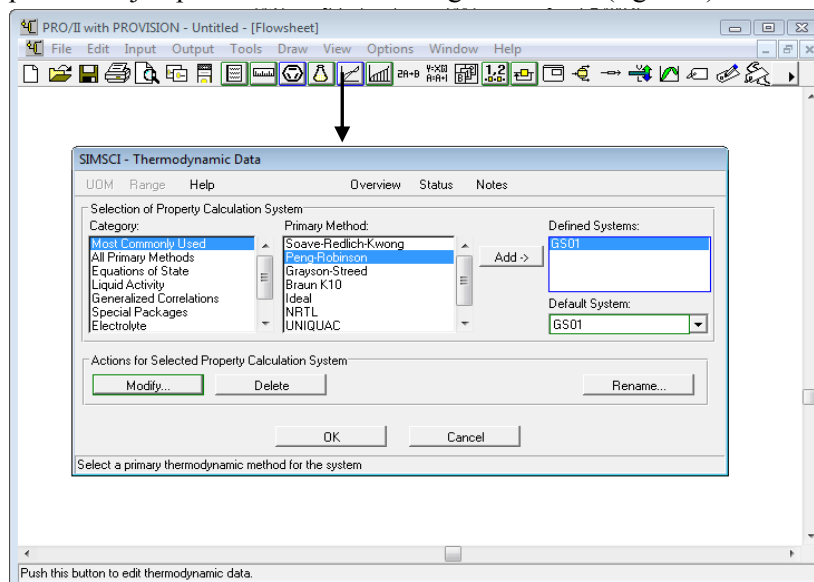 PRO/II with PROVISION - Untitled - [Flowsheet]
File Edit Input Output Tools Draw View Options Window Help
2A+B
1.2
SIMSCI - Thermodynamic Data
UOM Range Help Overview Status Notes
Selection of Property Calculation System
Category: Primary Method: Defined Systems:
Most Commonly Used Soave-Redlich-Kwong GS01
All Primary Methods Peng-Robinson Add ->
Equations of State Grayson-Streed
Liquid Activity Braun K10
Generalized Correlations Ideal Default System:
Special Packages NRTL GS01
Electrolyte UNIQUAC
Actions for Selected Property Calculation System
Modify... Delete Rename...
OK Cancel
Select a primary thermodynamic method for the system
Push this button to edit thermodynamic data.